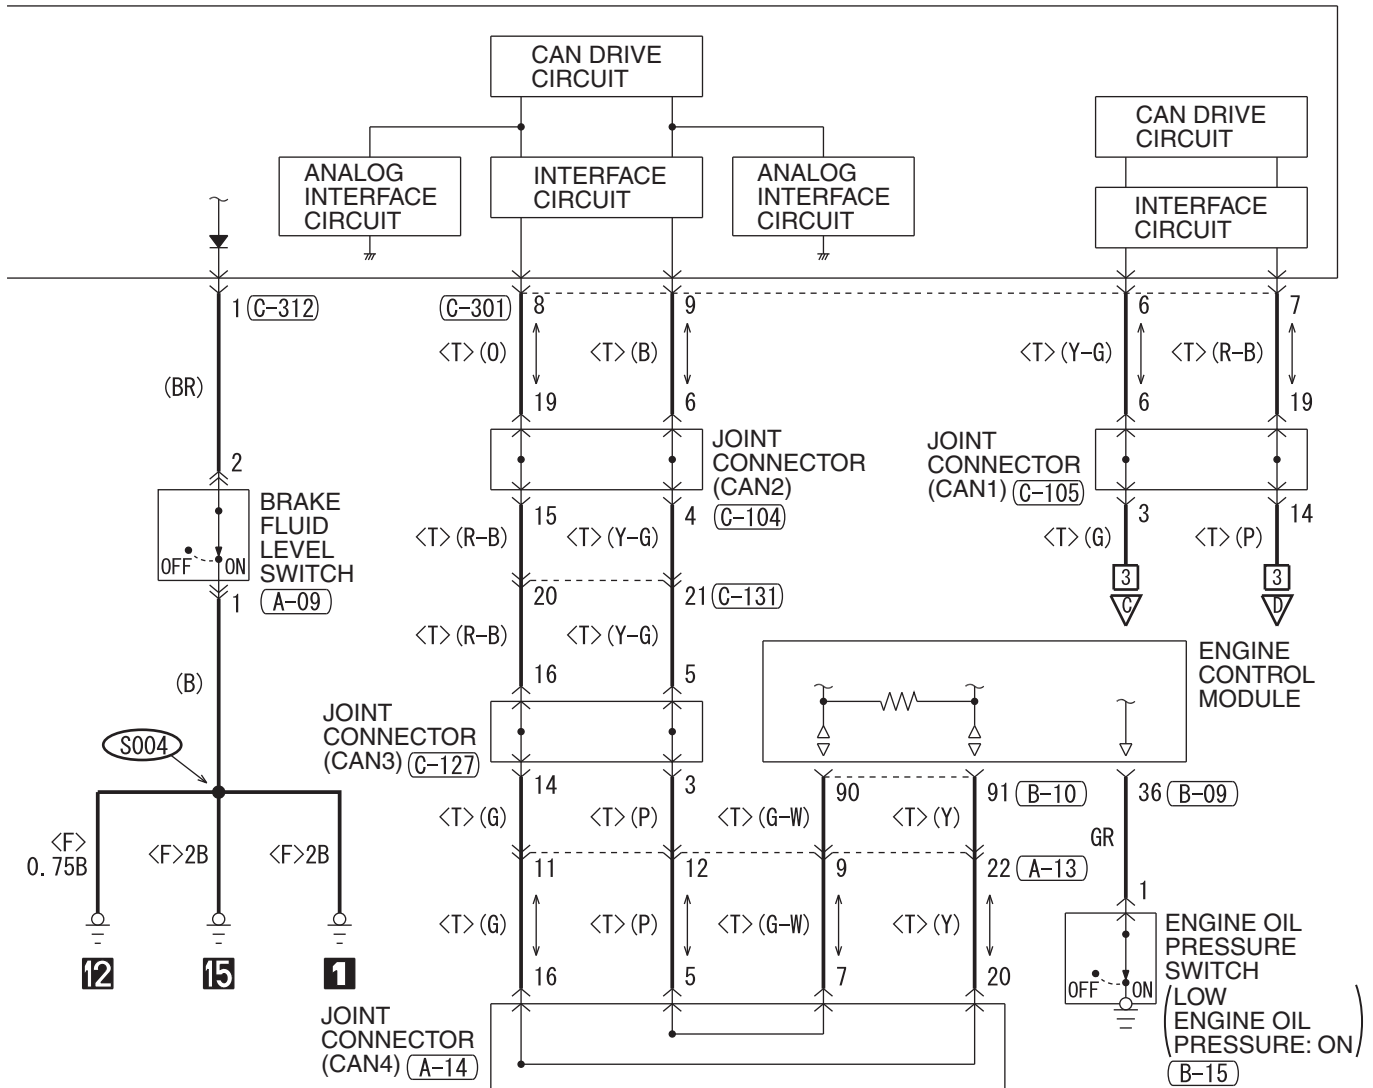 CAN DRIVE
CIRCUIT
CAN DRIVE
CIRCUIT
ANALOG
INTERFACE
CIRCUIT
INTERFACE
CIRCUIT
ANALOG
INTERFACE
CIRCUIT
INTERFACE
CIRCUIT
1 C-312
C-301 8
9
6
7
<T>(O)
<T>(B)
<T>(Y-G)
<T>(R-B)
(BR)
19
6
6
19
2
JOINT
CONNECTOR
(CAN2)
C-104
JOINT
CONNECTOR
(CAN1) C-105
BRAKE
FLUID
LEVEL
SWITCH
A-09
OFF
ON
1
15
4
3
14
<T>(R-B)
<T>(Y-G)
<T>(G)
<T>(P)
3
C
3
D
20
21 C-131
<T>(R-B)
<T>(Y-G)
16
5
(B)
ENGINE
CONTROL
MODULE
S004
JOINT
CONNECTOR
(CAN3) C-127
14
3
90
91 B-10
36 B-09
<T>(G)
<T>(P)
<T>(G-W)
<T>(Y)
GR
<F>
0.75B
<F>2B
<F>2B
11
12
9
22 A-13
1
<T>(G)
<T>(P)
<T>(G-W)
<T>(Y)
16
5
7
20
12
15
1
ENGINE OIL
PRESSURE
SWITCH
(LOW
ENGINE OIL
PRESSURE: ON)
B-15
OFF
ON
JOINT
CONNECTOR
(CAN4) A-14